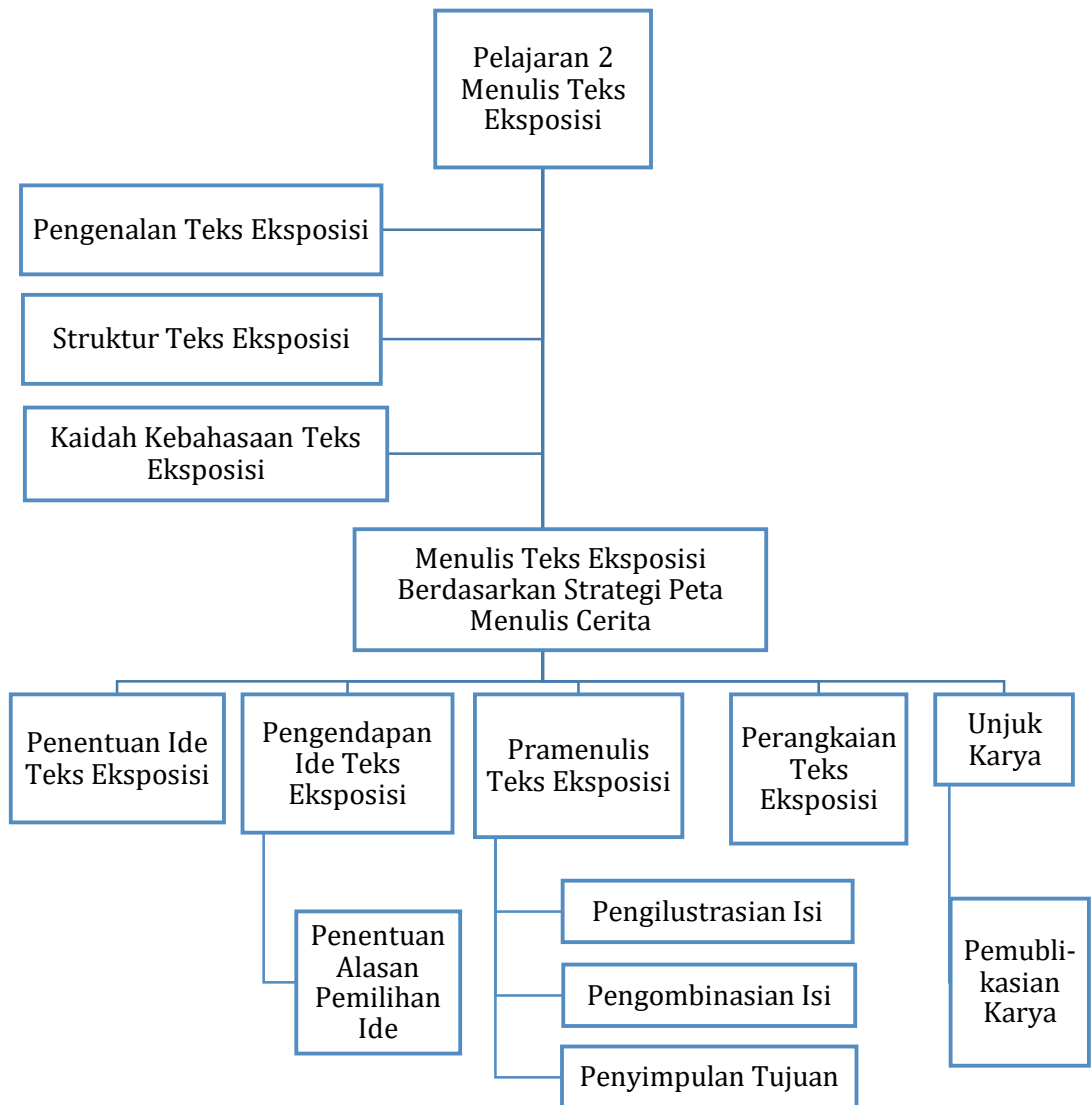 Pelajaran 2
Menulis Teks
Eksposisi
Pengenalan Teks Eksposisi
Struktur Teks Eksposisi
Kaidah Kebahasaan Teks
Eksposisi
Menulis Teks Eksposisi
Berdasarkan Strategi Peta
Menulis Cerita
Penentuan Ide
Teks Eksposisi
Pengendapan
Ide Teks
Eksposisi
Penentuan
Alasan
Pemilihan
Ide
Pramenulis
Teks Eksposisi
Pengilustrasian Isi
Pengombinasian Isi
Penyimpulan Tujuan
Perangkaian
Teks
Eksposisi
Unjuk
Karya
Pemubli-
kasian
Karya